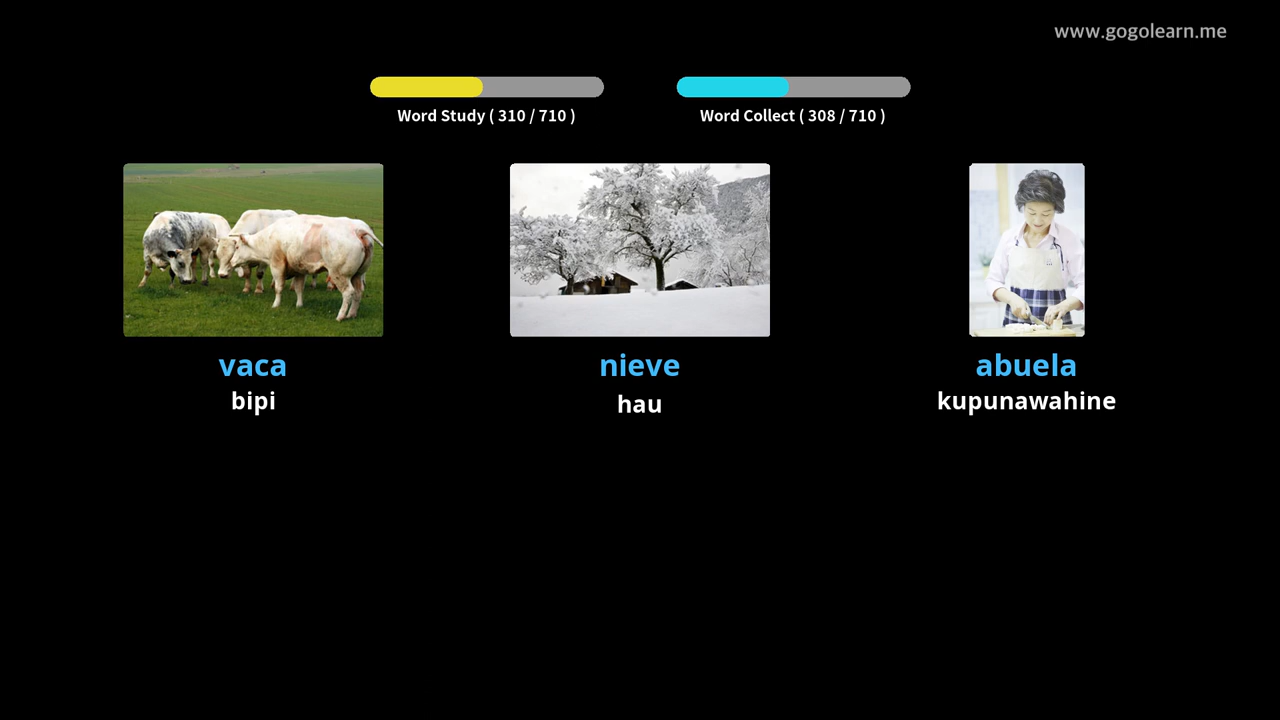 www.gogolearn.me
Word Study ( 310 / 710 )
Word Collect ( 308 / 710 )
vaca
bipi
nieve
hau
abuela
kupunawahine